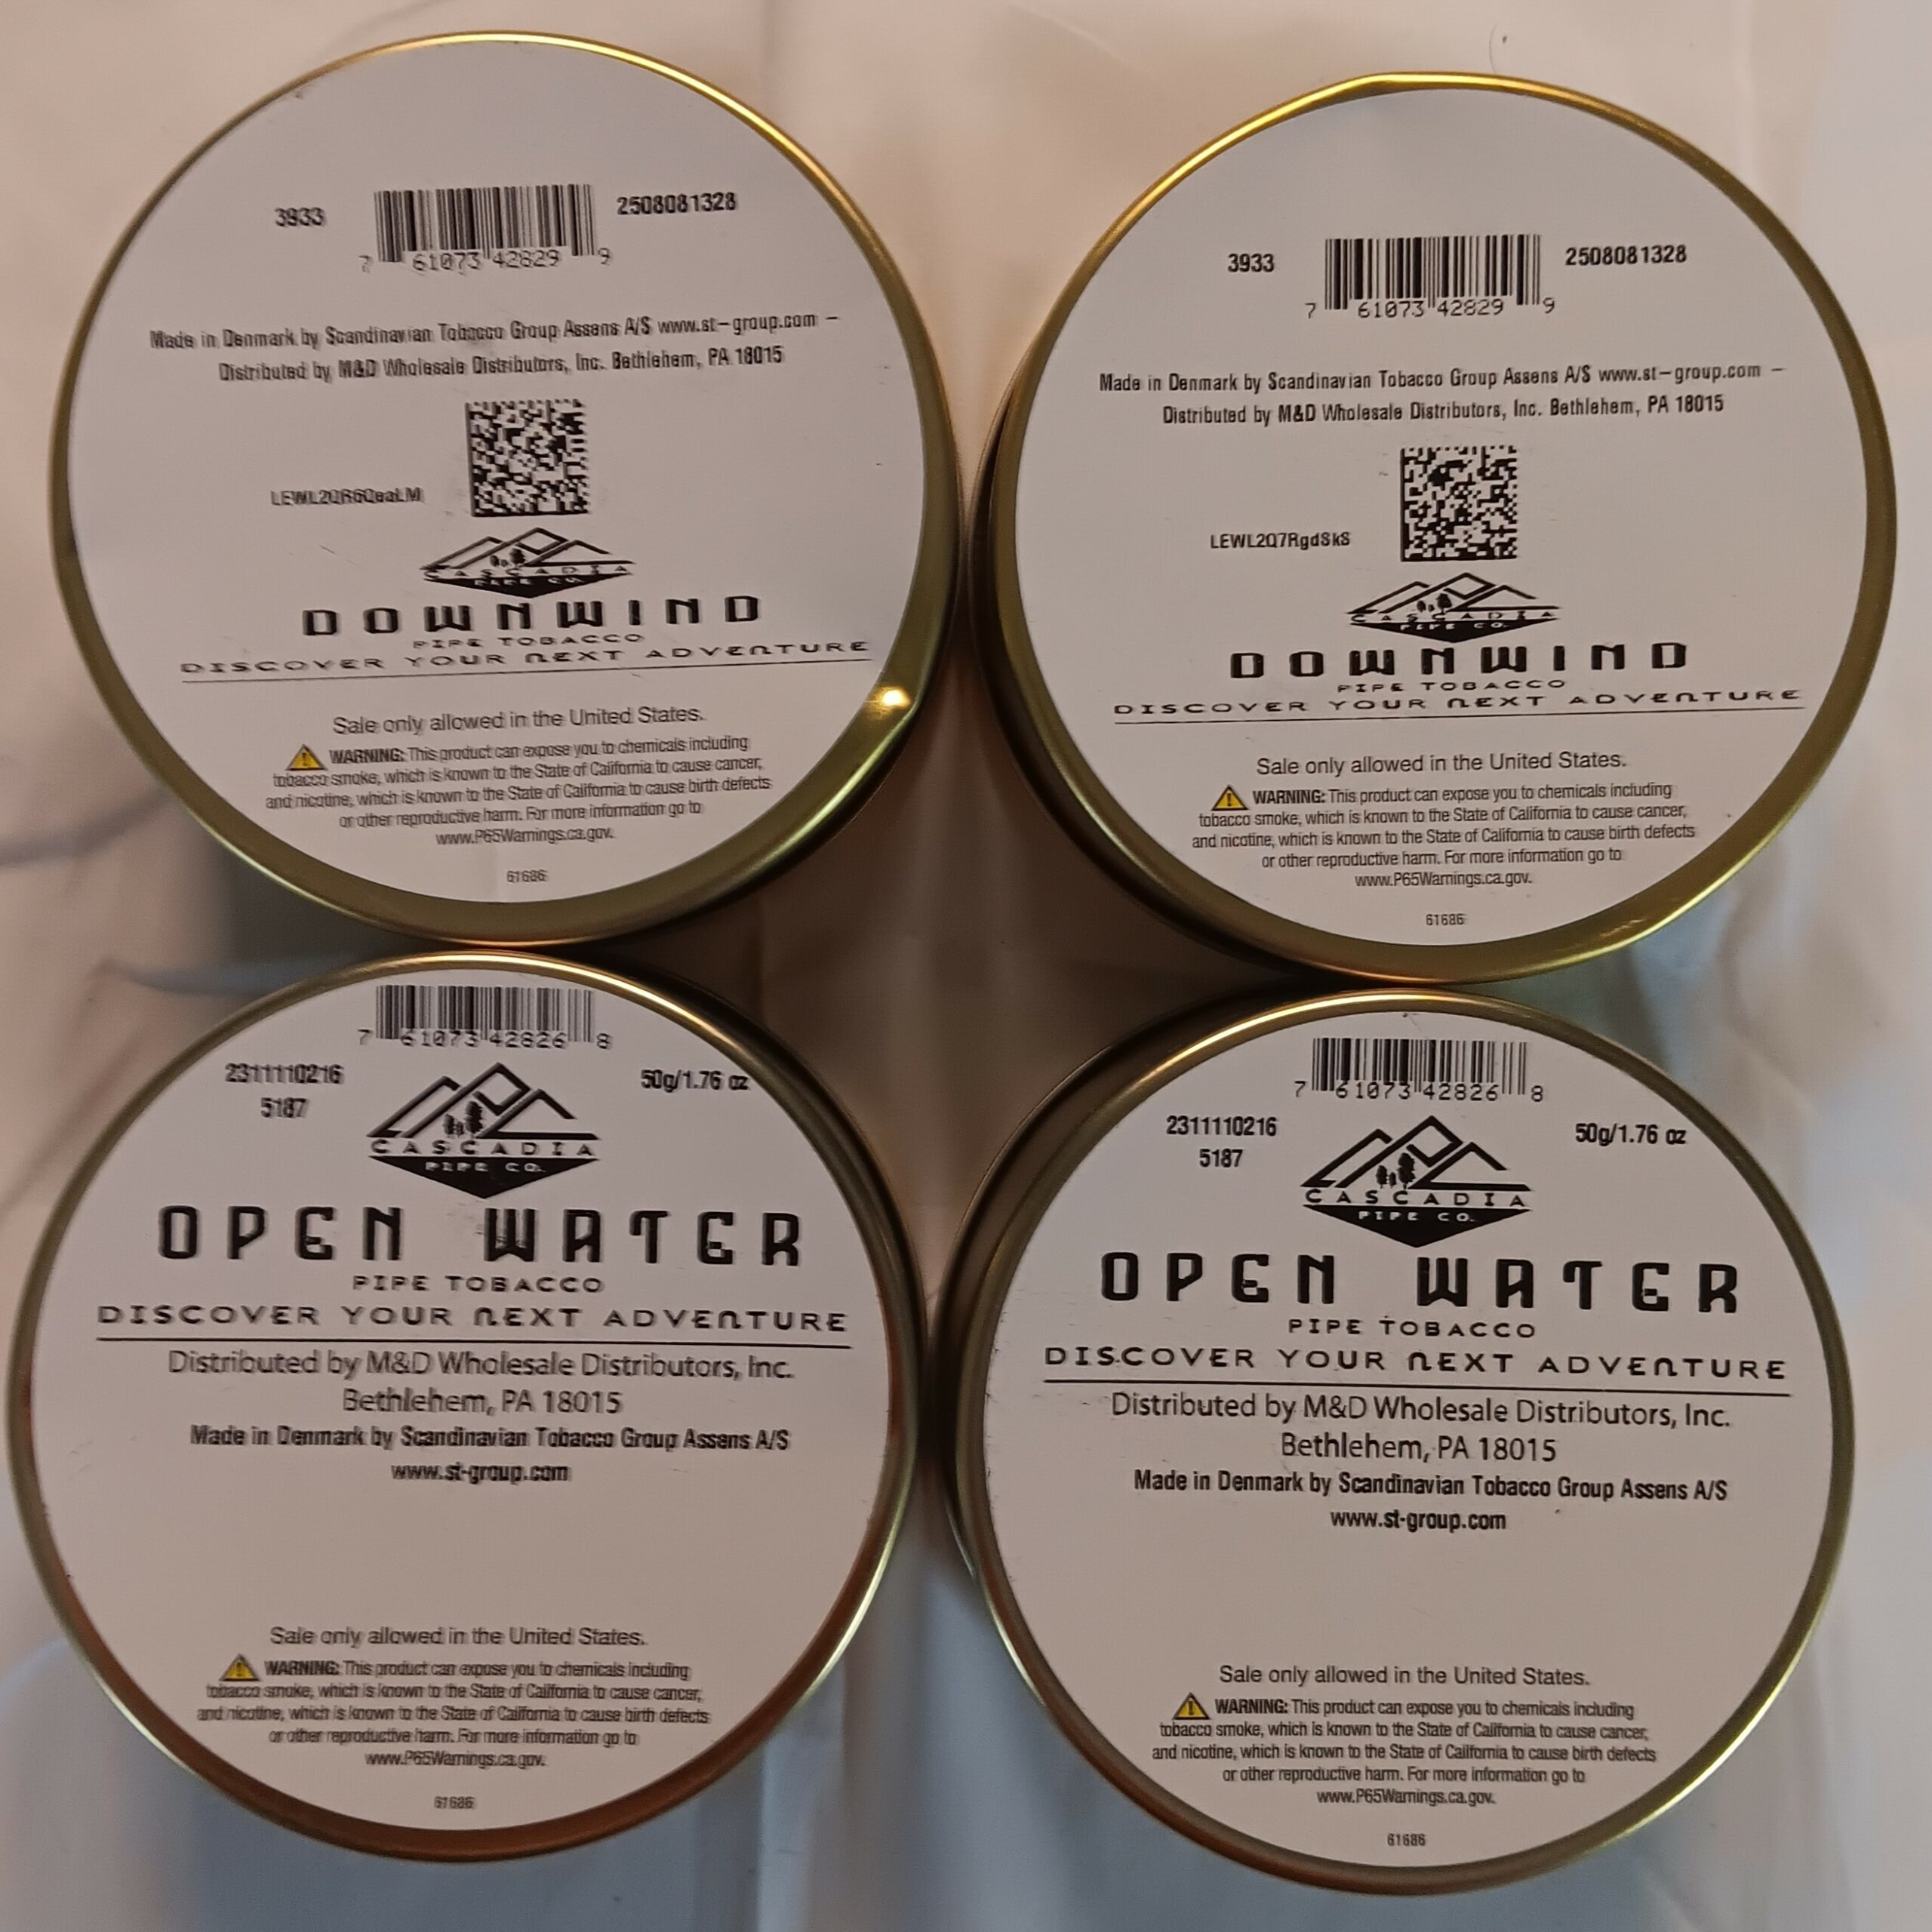 3933
2508081328
7 61073 42829 9
Made in Denmark by Scandinavian Tobacco Group Assens A/S www.st-group.com -
Distributed by M&D Wholesale Distributors, Inc. Bethlehem, PA 18015
CASCADIA
PIPE CO.
DOWNWIND
PIPE TOBACCO
DISCOVER YOUR NEXT ADVENTURE
Sale only allowed in the United States.
WARNING: This product can expose you to chemicals including
tobacco smoke, which is known to the State of California to cause cancer,
and nicotine, which is known to the State of California to cause birth defects
or other reproductive harm. For more information go to
www.P65Warnings.ca.gov.
61686
3933
2508081328
7 61073 42829 9
Made in Denmark by Scandinavian Tobacco Group Assens A/S www.st-group.com -
Distributed by M&D Wholesale Distributors, Inc. Bethlehem, PA 18015
LEWL2Q7RgdSkS
CASCADIA
PIPE CO.
DOWNWIND
PIPE TOBACCO
DISCOVER YOUR NEXT ADVENTURE
Sale only allowed in the United States.
WARNING: This product can expose you to chemicals including
tobacco smoke, which is known to the State of California to cause cancer,
and nicotine, which is known to the State of California to cause birth defects
or other reproductive harm. For more information go to
www.P65Warnings.ca.gov.
61686
7 61073 42826 8
2311110216
5187
50g/1.76 oz
CASCADIA
PIPE CO.
OPEN WATER
PIPE TOBACCO
DISCOVER YOUR NEXT ADVENTURE
Distributed by M&D Wholesale Distributors, Inc.
Bethlehem, PA 18015
Made in Denmark by Scandinavian Tobacco Group Assens A/S
www.st-group.com
Sale only allowed in the United States.
WARNING: This product can expose you to chemicals including
tobacco smoke, which is known to the State of California to cause cancer,
and nicotine, which is known to the State of California to cause birth defects
or other reproductive harm. For more information go to
www.P65Warnings.ca.gov.
61686
7 61073 42826 8
2311110216
5187
50g/1.76 oz
CASCADIA
PIPE CO.
OPEN WATER
PIPE TOBACCO
DISCOVER YOUR NEXT ADVENTURE
Distributed by M&D Wholesale Distributors, Inc.
Bethlehem, PA 18015
Made in Denmark by Scandinavian Tobacco Group Assens A/S
www.st-group.com
Sale only allowed in the United States.
WARNING: This product can expose you to chemicals including
tobacco smoke, which is known to the State of California to cause cancer,
and nicotine, which is known to the State of California to cause birth defects
or other reproductive harm. For more information go to
www.P65Warnings.ca.gov.
61686